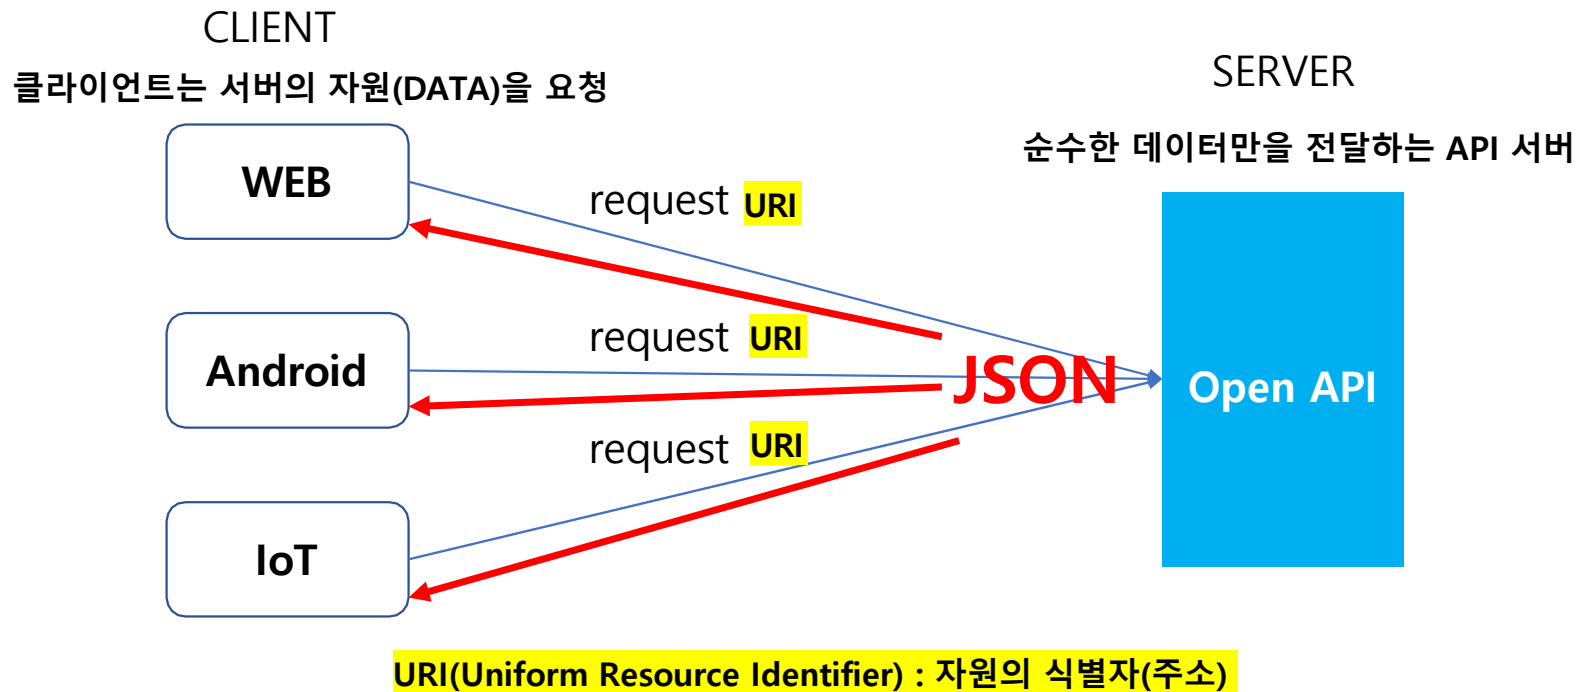 CLIENT
클라이언트는 서버의 자원(DATA)을 요청
SERVER
순수한 데이터만을 전달하는 API 서버
WEB
request URI
Android
request URI
JSON
Open API
request URI
IoT
URI(Uniform Resource Identifier) : 자원의 식별자(주소)